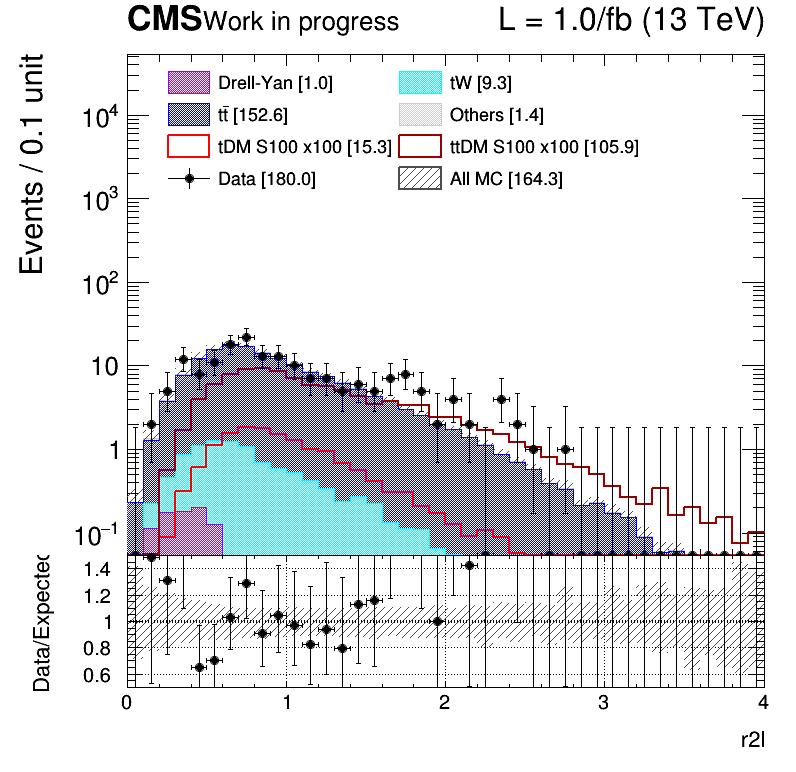 CMS Work in progress L = 1.0/fb (13 TeV)
Events / 0.1 unit
10⁴
10³
10²
10
1
10⁻¹
Drell-Yan [1.0] tW [9.3]
tt̄ [152.6] Others [1.4]
tDM S100 x100 [15.3] ttDM S100 x100 [105.9]
Data [180.0] All MC [164.3]
Data/Expected
1.4
1.2
1
0.8
0.6
0 1 2 3 4
r2l